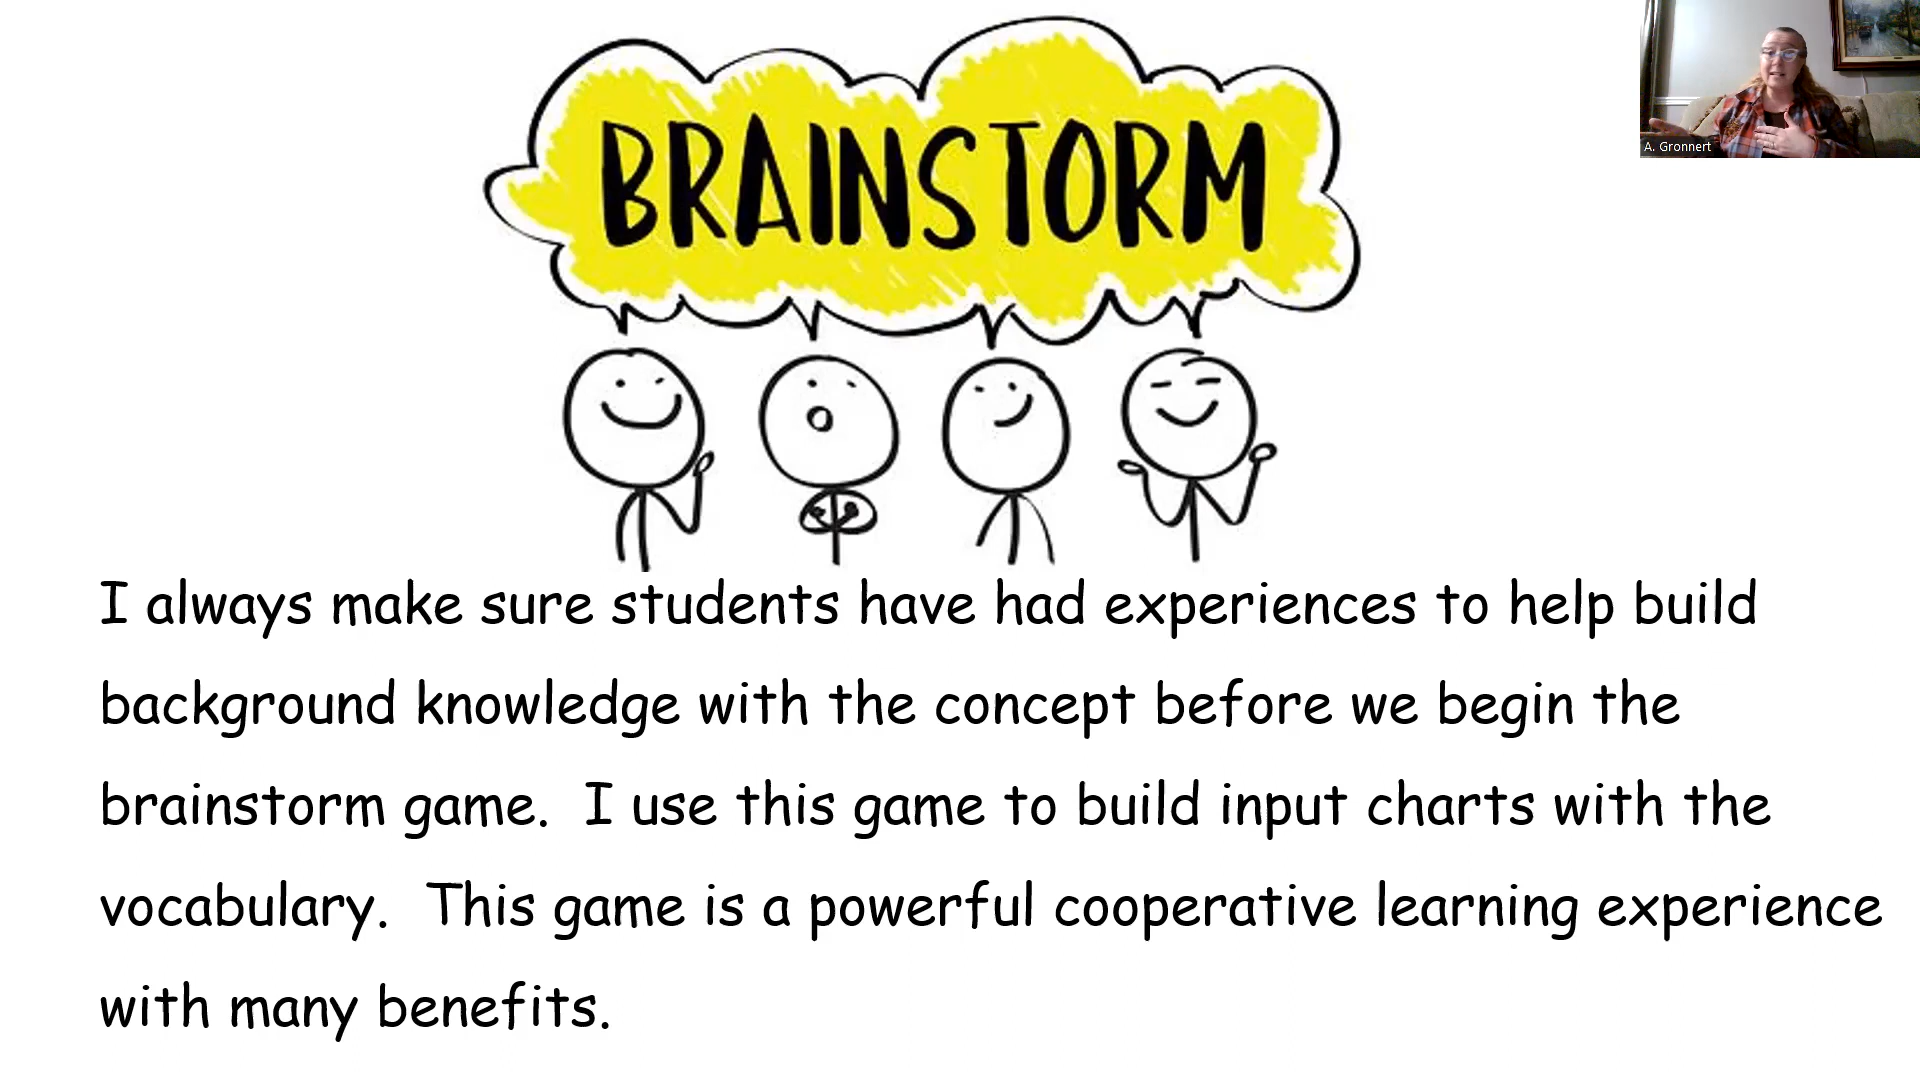 BRAINSTORM
A. Gronnert
I always make sure students have had experiences to help build
background knowledge with the concept before we begin the
brainstorm game.  I use this game to build input charts with the
vocabulary.  This game is a powerful cooperative learning experience
with many benefits.